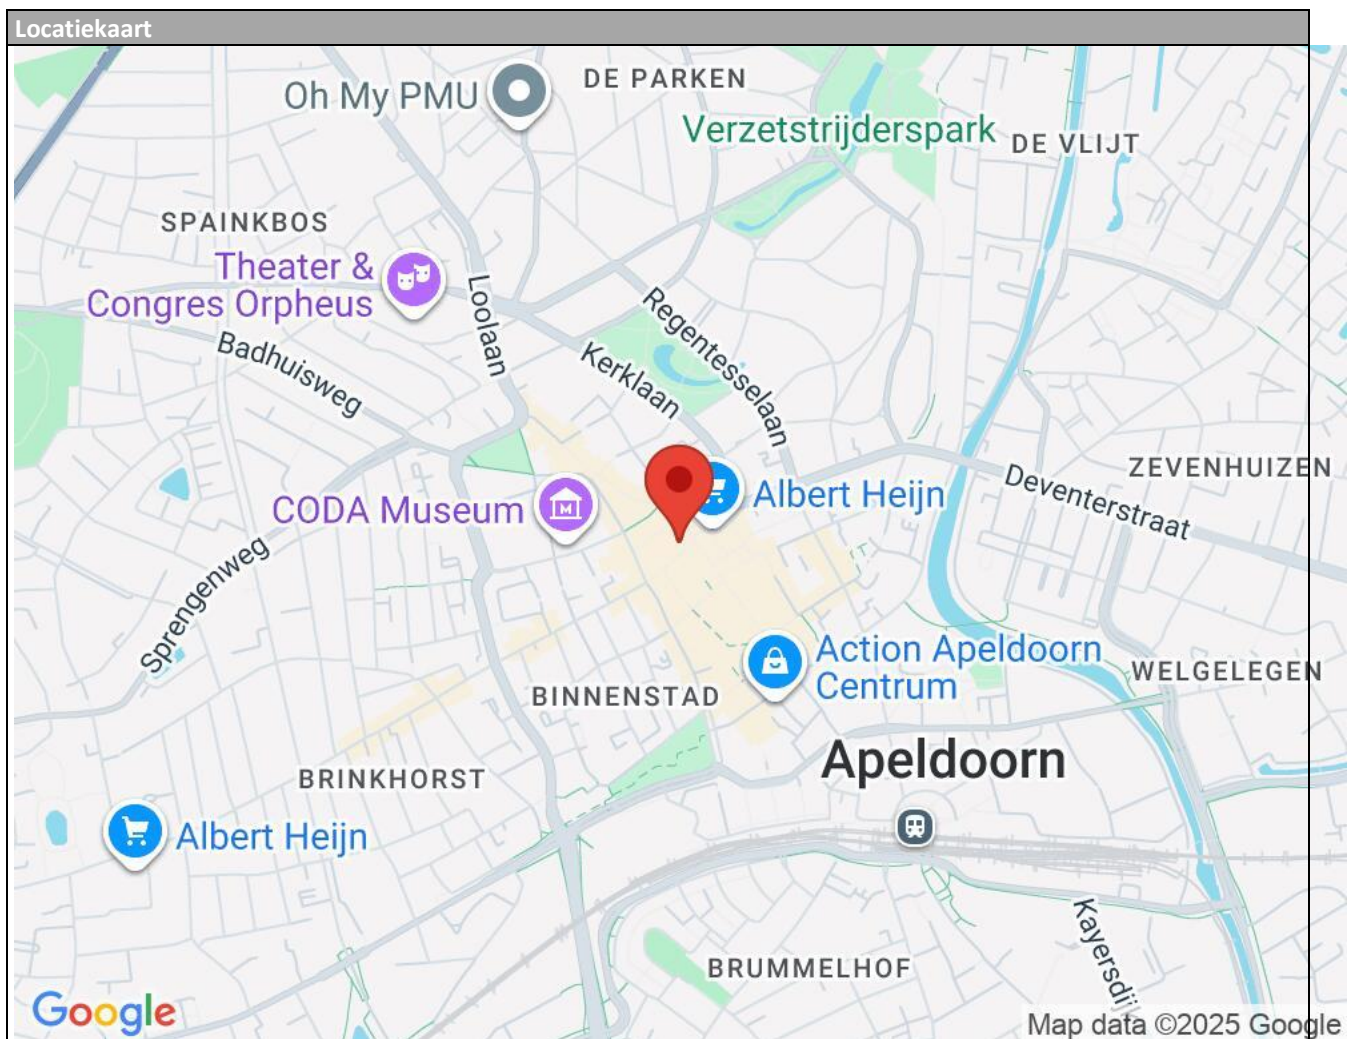 Locatiekaart
Oh My PMU
DE PARKEN
Verzetstrijderspark
DE VLIJT
SPAINKBOS
Theater &
Congres Orpheus
Loolaan
Regentesselaan
Badhuisweg
Kerklaan
ZEVENHUIZEN
Deventerstraat
Albert Heijn
CODA Museum
M
Sprengenweg
Action Apeldoorn
Centrum
WELGELEGEN
BINNENSTAD
Apeldoorn
BRINKHORST
Albert Heijn
Kayersdij
BRUMMELHOF
Google
Map data ©2025 Google